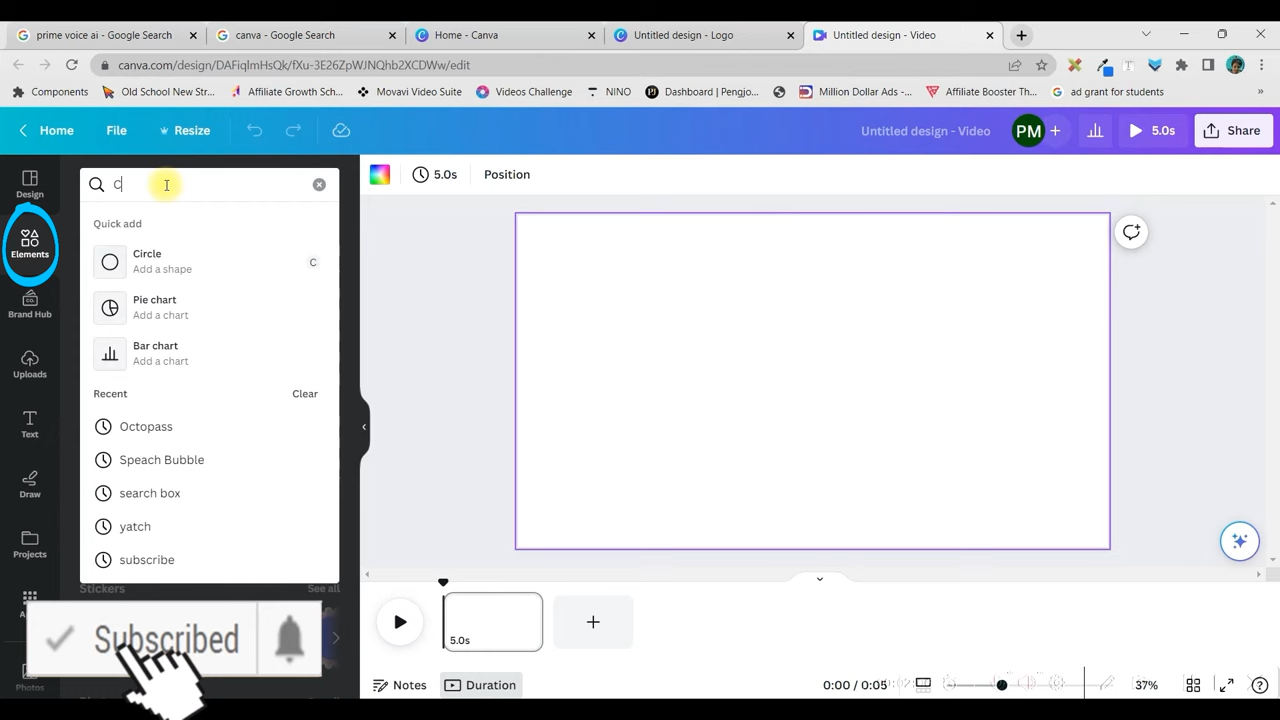 prime voice ai - Google Search
canva - Google Search
Home - Canva
Untitled design - Logo
Untitled design - Video
canva.com/design/DAFiqlmHsQk/fXu-3E26ZpWJNQhb2XCDWw/edit
Components
Old School New Str...
Affiliate Growth Sch...
Movavi Video Suite
Videos Challenge
NINO
Dashboard | Pengjo...
Million Dollar Ads -...
Affiliate Booster Th...
ad grant for students
Home
File
Resize
Untitled design - Video
PM
5.0s
Share
Design
Elements
Brand Hub
Uploads
Text
Draw
Projects
Photos
C
Quick add
Circle
Add a shape
C
Pie chart
Add a chart
Bar chart
Add a chart
Recent
Clear
Octopass
Speach Bubble
search box
yatch
subscribe
Stickers
See all
Subscribed
5.0s
Position
5.0s
Notes
Duration
0:00 / 0:05
37%